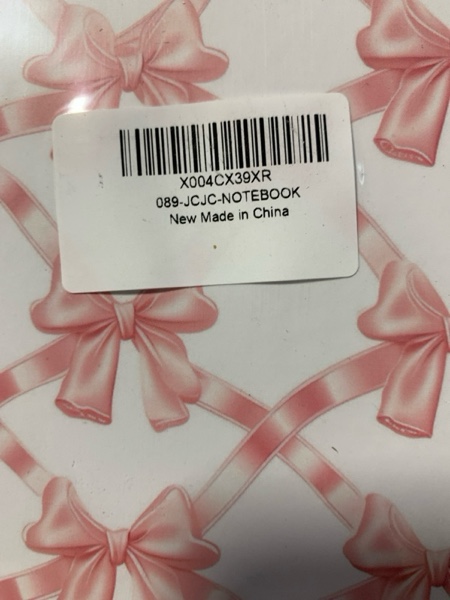 X004CX39XR
089-JCJC-NOTEBOOK
New Made in China